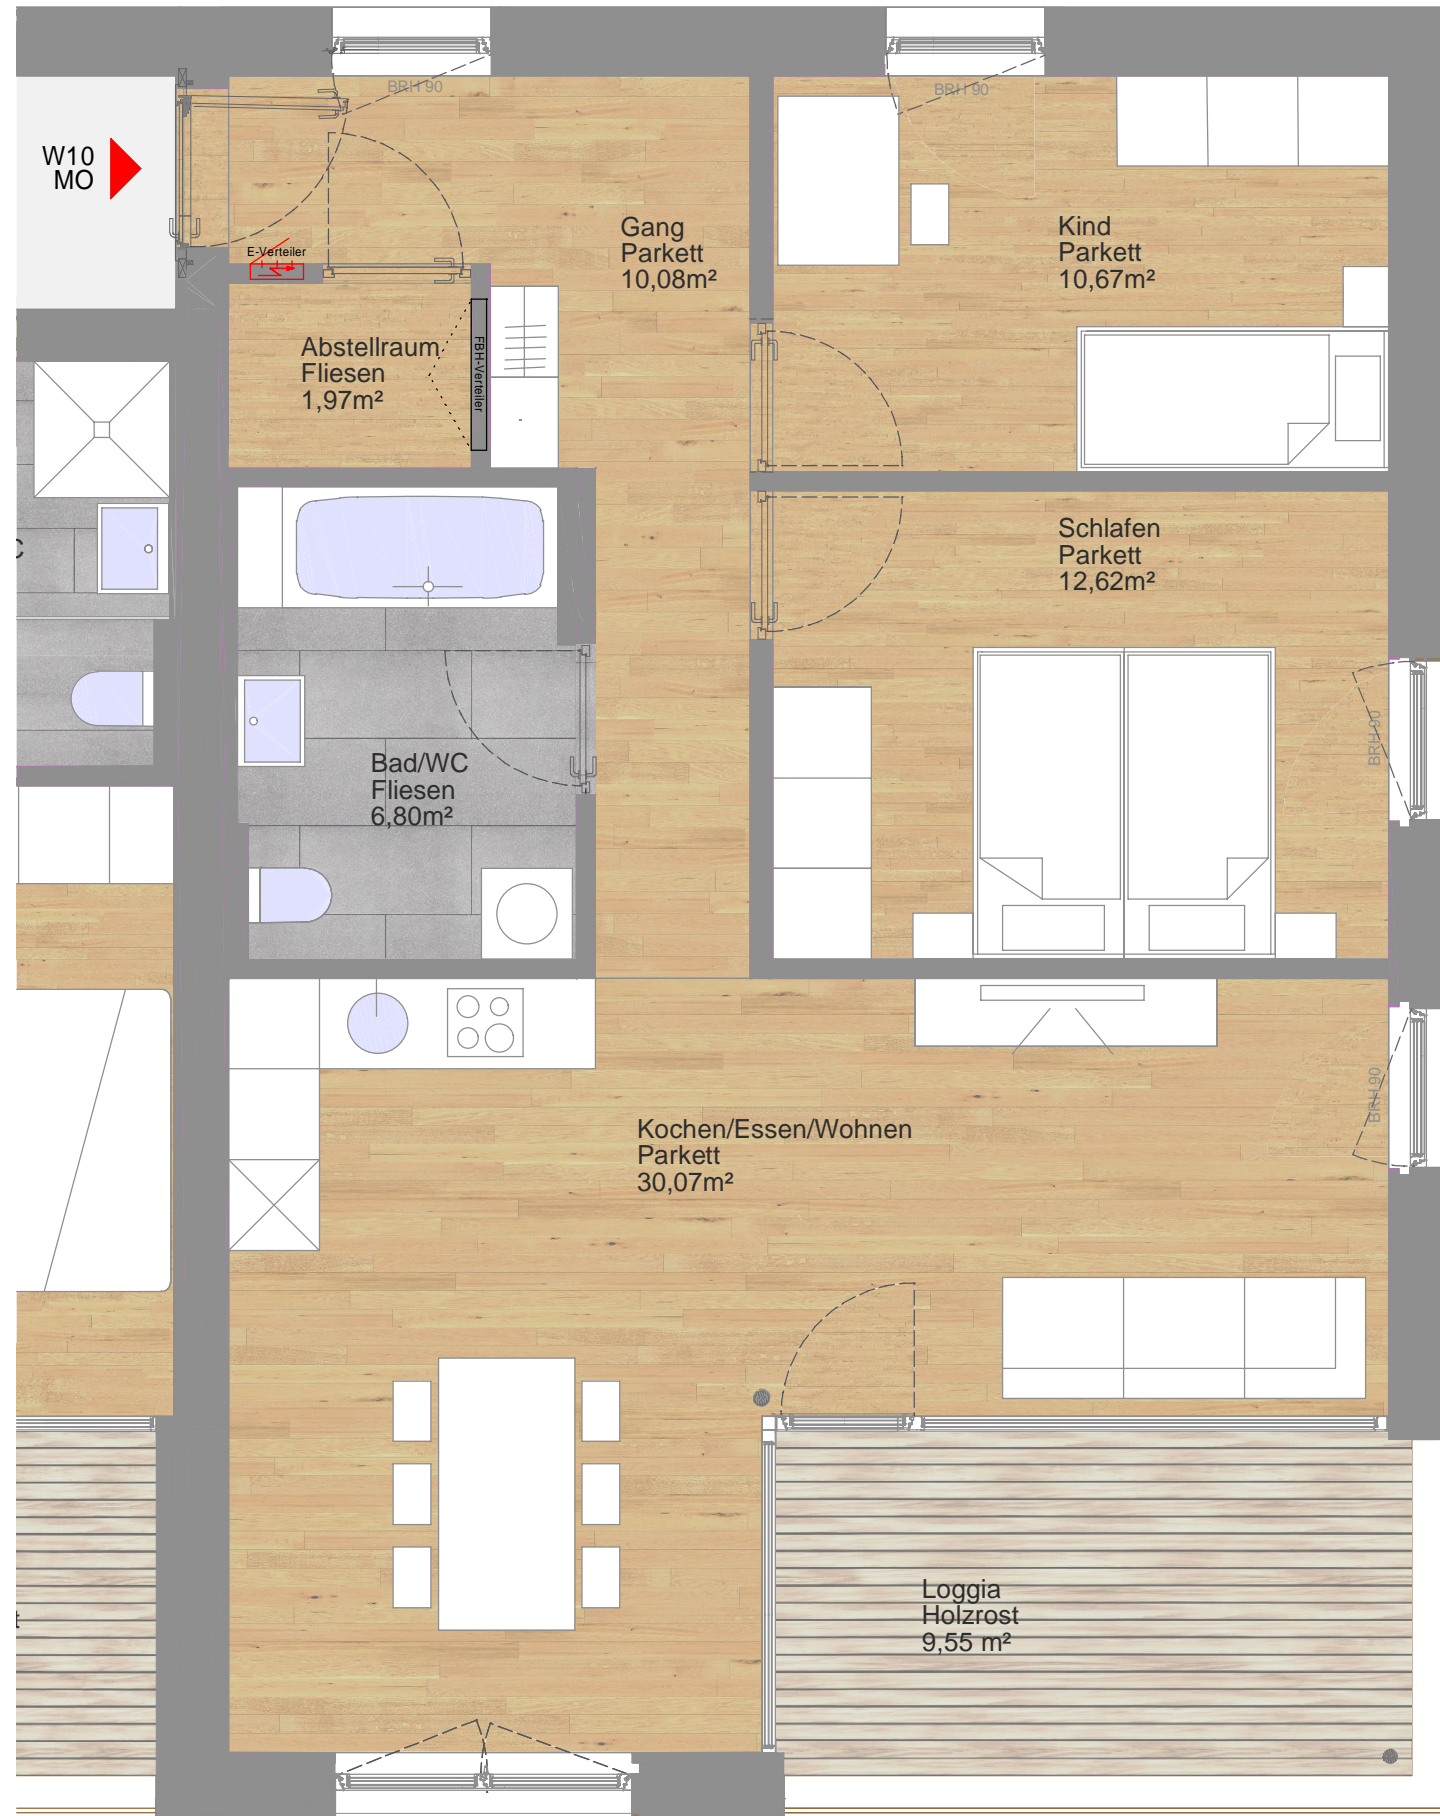 BRH 90
BRH 90
W10
MO
E-Verteiler
Gang
Parkett
10,08m²
Kind
Parkett
10,67m²
Abstellraum
Fliesen
1,97m²
FBH-Verteiler
Schlafen
Parkett
12,62m²
BRH 90
Bad/WC
Fliesen
6,80m²
BRH 90
Kochen/Essen/Wohnen
Parkett
30,07m²
Loggia
Holzrost
9,55 m²